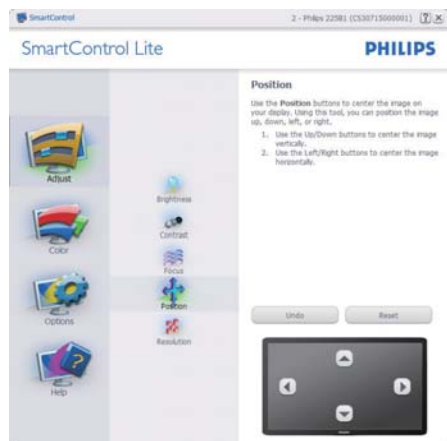 SmartControl
2 - Philips 225B1 (CS30715000001)
SmartControl Lite
PHILIPS
Adjust
Color
Options
Help
Brightness
Contrast
Focus
Position
Resolution
Position
Use the Position buttons to center the image on
your display. Using this tool, you can position the image
up, down, left, or right.
1. Use the Up/Down buttons to center the image
vertically.
2. Use the Left/Right buttons to center the image
horizontally.
Undo
Reset